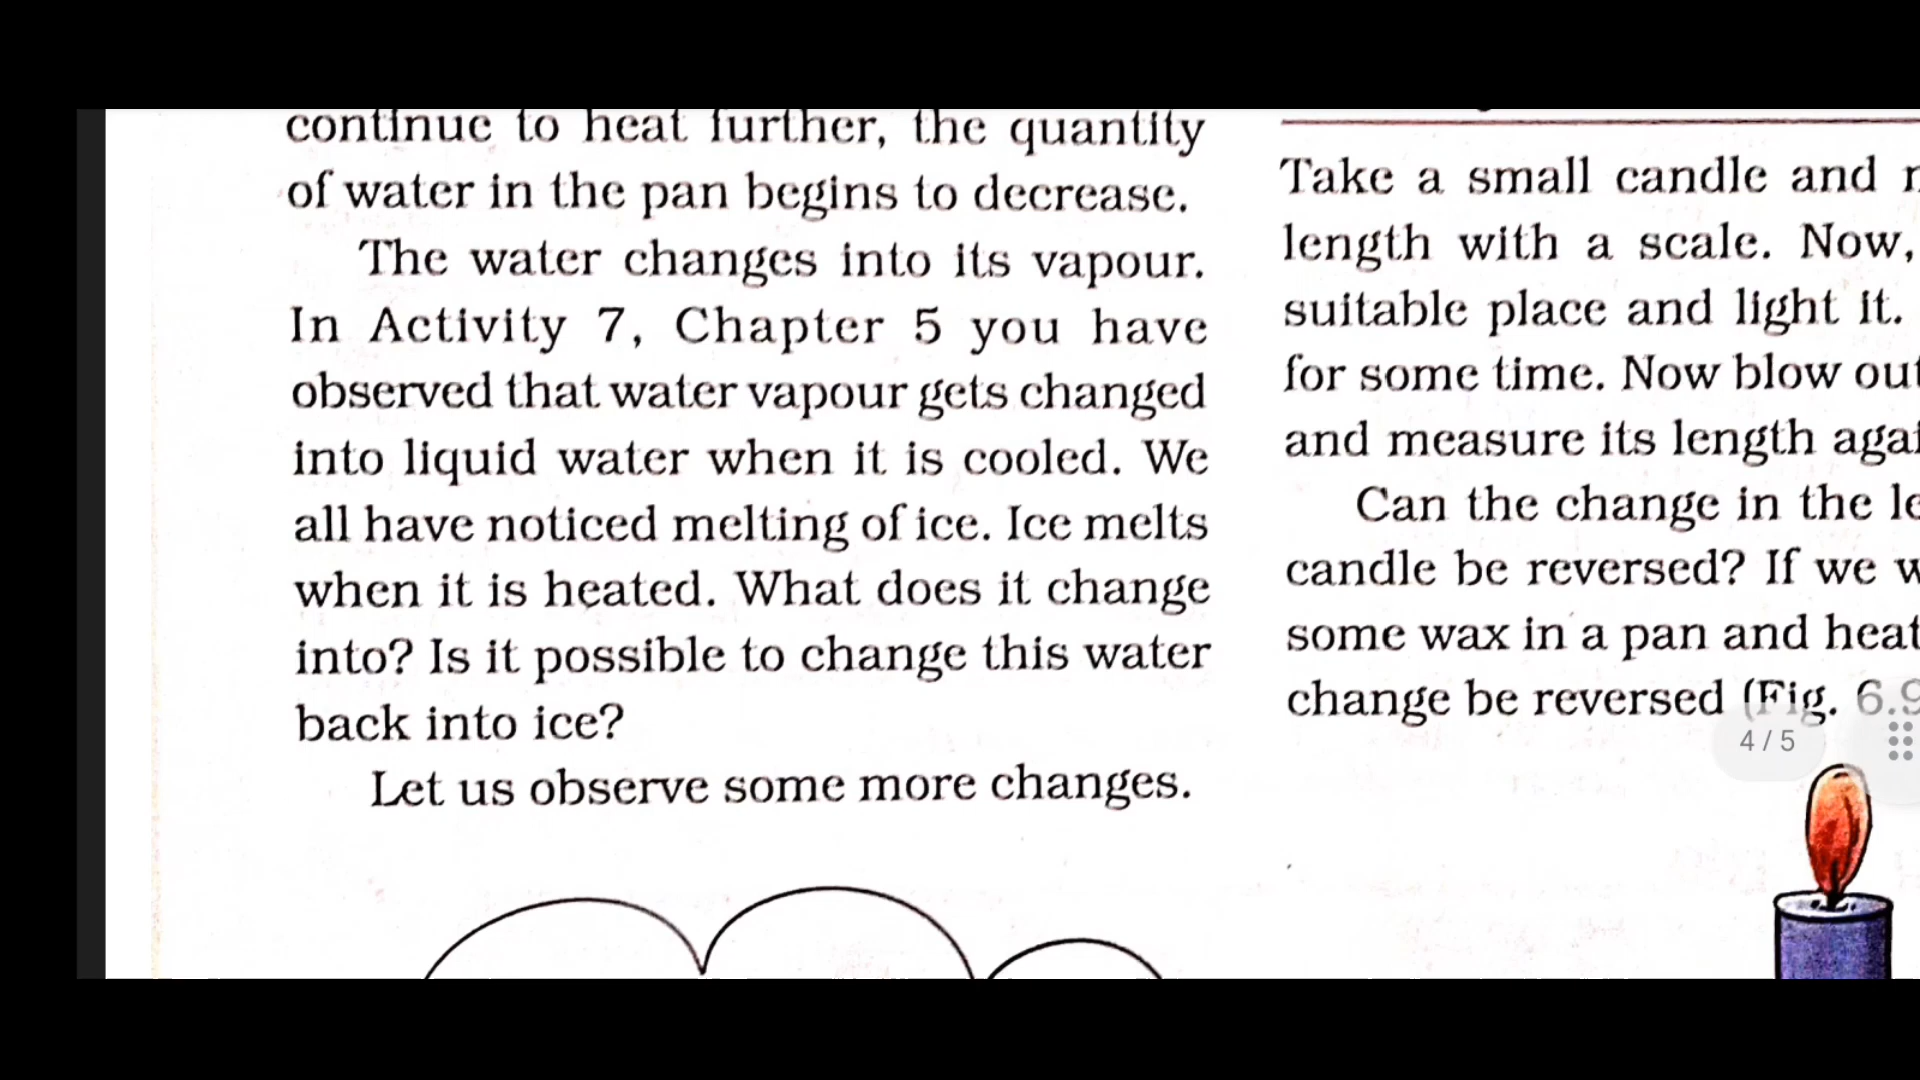 continue to heat further, the quantity
of water in the pan begins to decrease.
The water changes into its vapour.
In Activity 7, Chapter 5 you have
observed that water vapour gets changed
into liquid water when it is cooled. We
all have noticed melting of ice. Ice melts
when it is heated. What does it change
into? Is it possible to change this water
back into ice?
Let us observe some more changes.
Take a small candle and
length with a scale. Now,
suitable place and light it.
for some time. Now blow out
and measure its length
Can the change in the
candle be reversed? If we
some wax in a pan and heat
change be reversed (Fig. 6.9
4 / 5